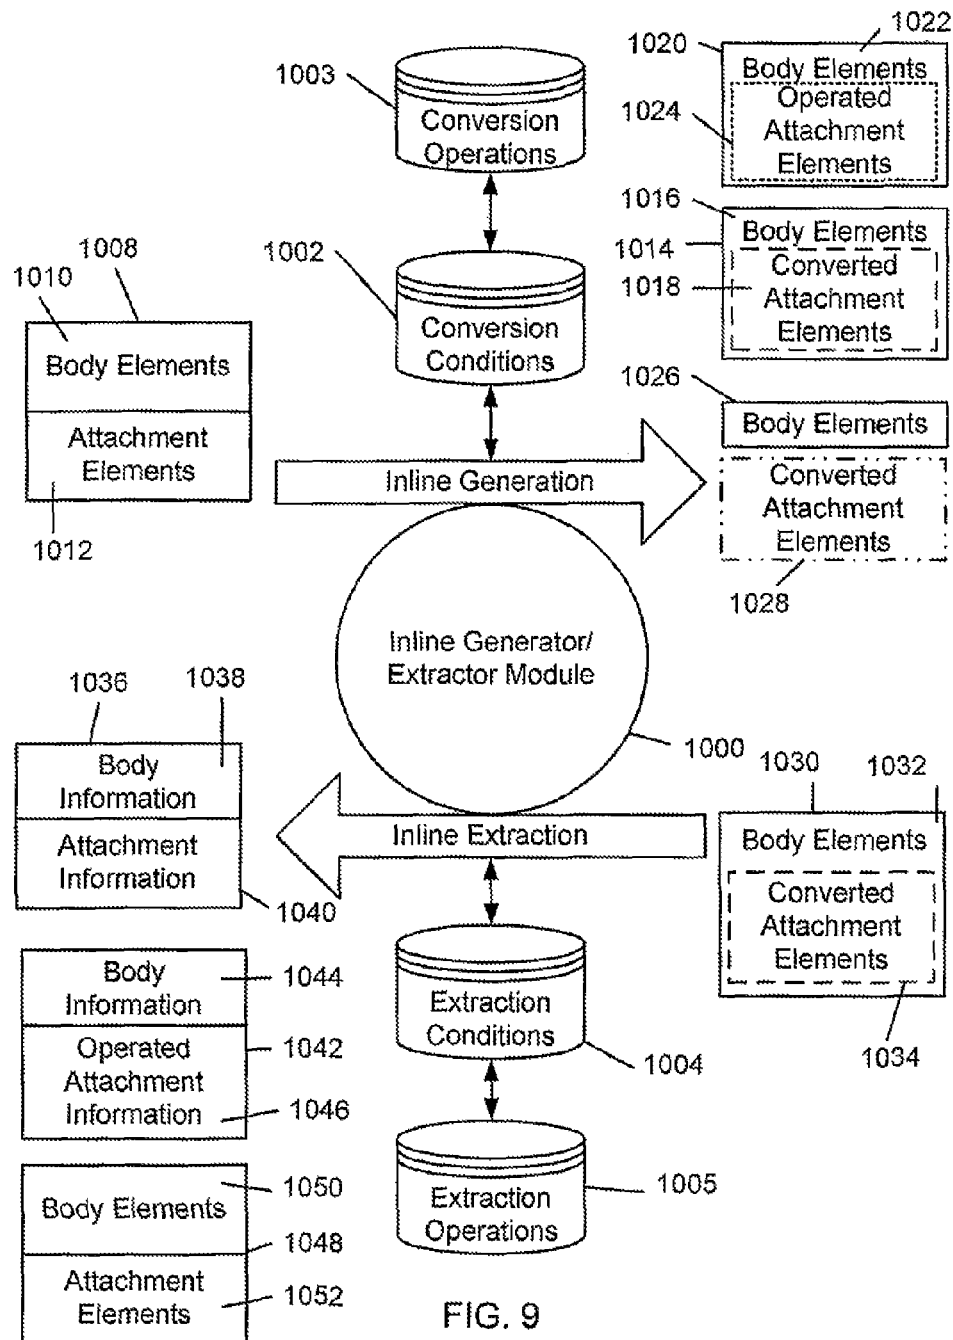 1003
Conversion
Operations
1020
1022
Body Elements
Operated
Attachment
Elements
1024
1002
Conversion
Conditions
1016
1014
1018
Body Elements
Converted
Attachment
Elements
1008
1010
Body Elements
Attachment
Elements
1012
Inline Generation
1026
Body Elements
Converted
Attachment
Elements
1028
Inline Generator/
Extractor Module
1000
1036
1038
Body
Information
Attachment
Information
1040
Inline Extraction
1030
1032
Body Elements
Converted
Attachment
Elements
1034
Body
Information
1044
Operated
Attachment
Information
1042
1046
Extraction
Conditions
1004
Extraction
Operations
1005
Body Elements
1050
1048
Attachment
Elements
1052
FIG. 9